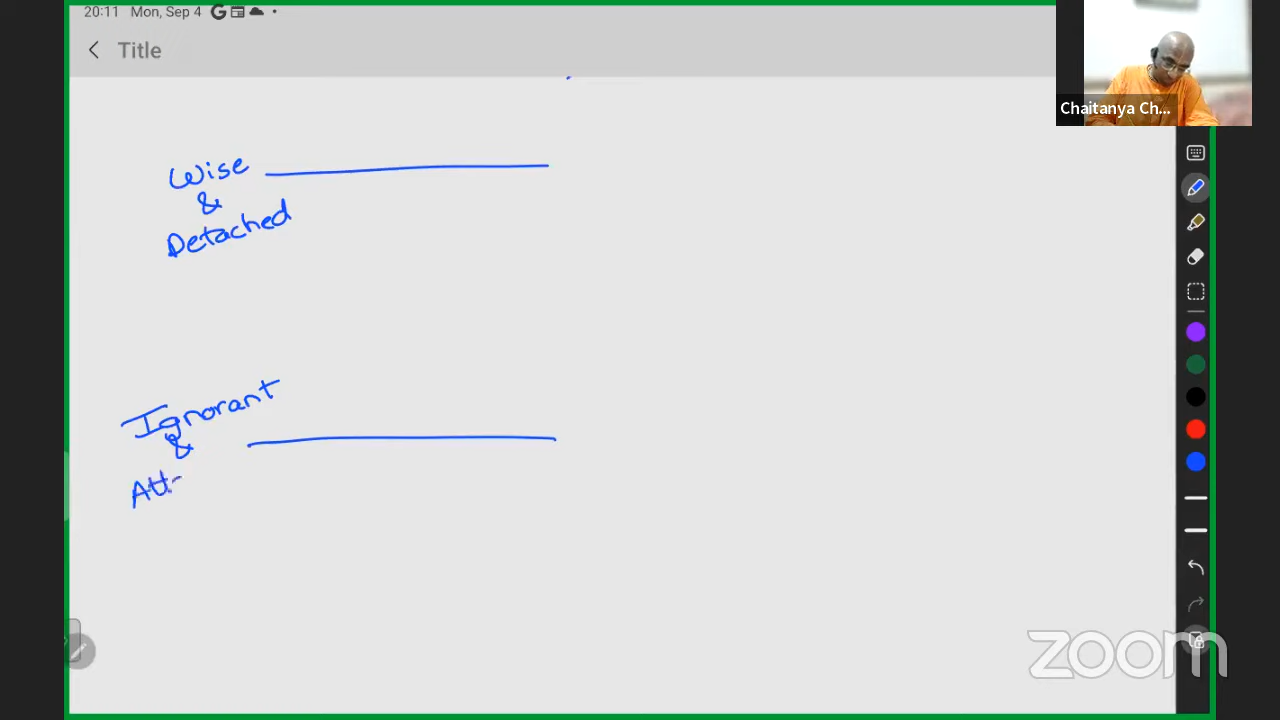 20:11 Mon, Sep 4 G
Title
Chaitanya Ch...
Wise
&
Detached
Ignorant
&
Att
zoom